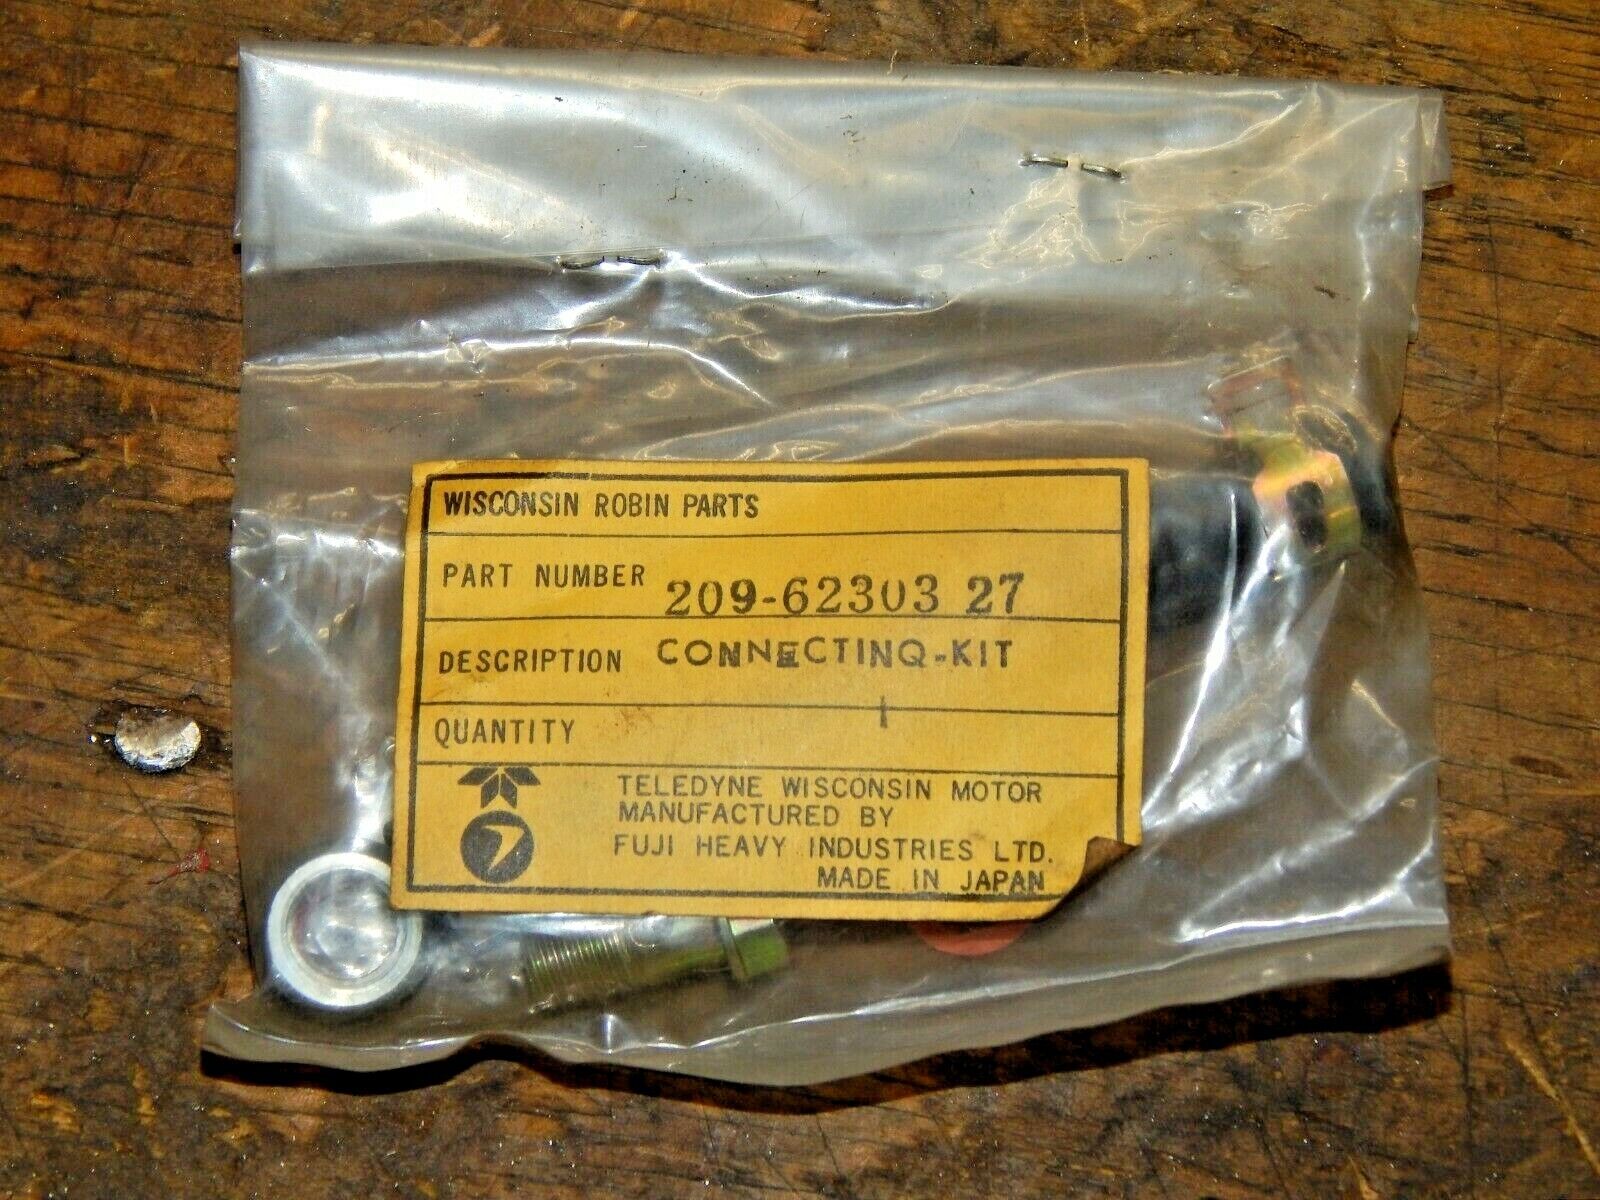 WISCONSIN ROBIN PARTS
PART NUMBER 209-62303 27
DESCRIPTION CONNECTINQ-KIT
QUANTITY 1
TELEDYNE WISCONSIN MOTOR
MANUFACTURED BY
FUJI HEAVY INDUSTRIES LTD.
MADE IN JAPAN